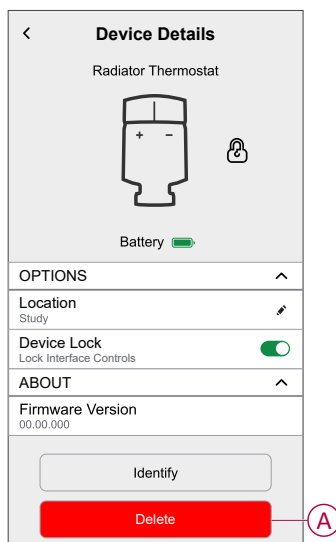 Device Details
Radiator Thermostat
+ -
Battery
OPTIONS
Location
Study
Device Lock
Lock Interface Controls
ABOUT
Firmware Version
00.00.000
Identify
Delete
A